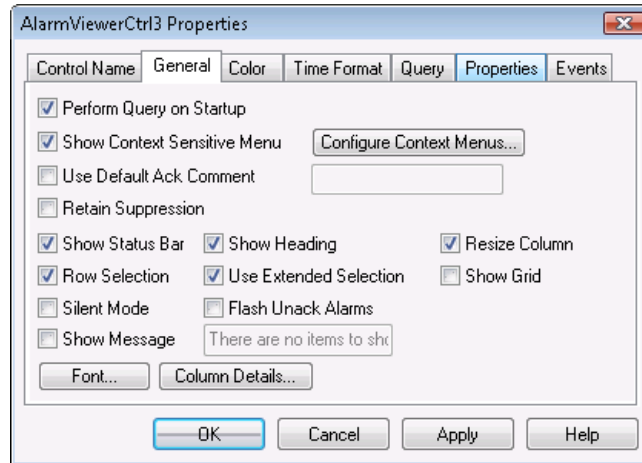 AlarmViewerCtrl3 Properties
Control Name General Color Time Format Query Properties Events
Perform Query on Startup
Show Context Sensitive Menu Configure Context Menus...
Use Default Ack Comment
Retain Suppression
Show Status Bar Show Heading Resize Column
Row Selection Use Extended Selection Show Grid
Silent Mode Flash Unack Alarms
Show Message There are no items to sho
Font... Column Details...
OK Cancel Apply Help